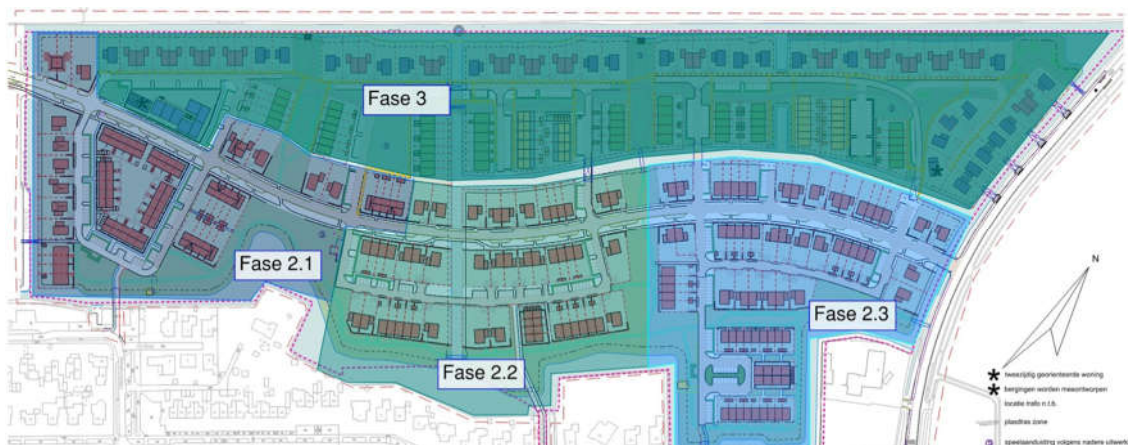 Fase 3
Fase 2.1
Fase 2.3
Fase 2.2
N
tweezijdig georienteerde woning
bergingen worden meeontworpen
locatie trafo n.t.b.
plasdras zone
speelaanduiding volgens nadere uitwerk